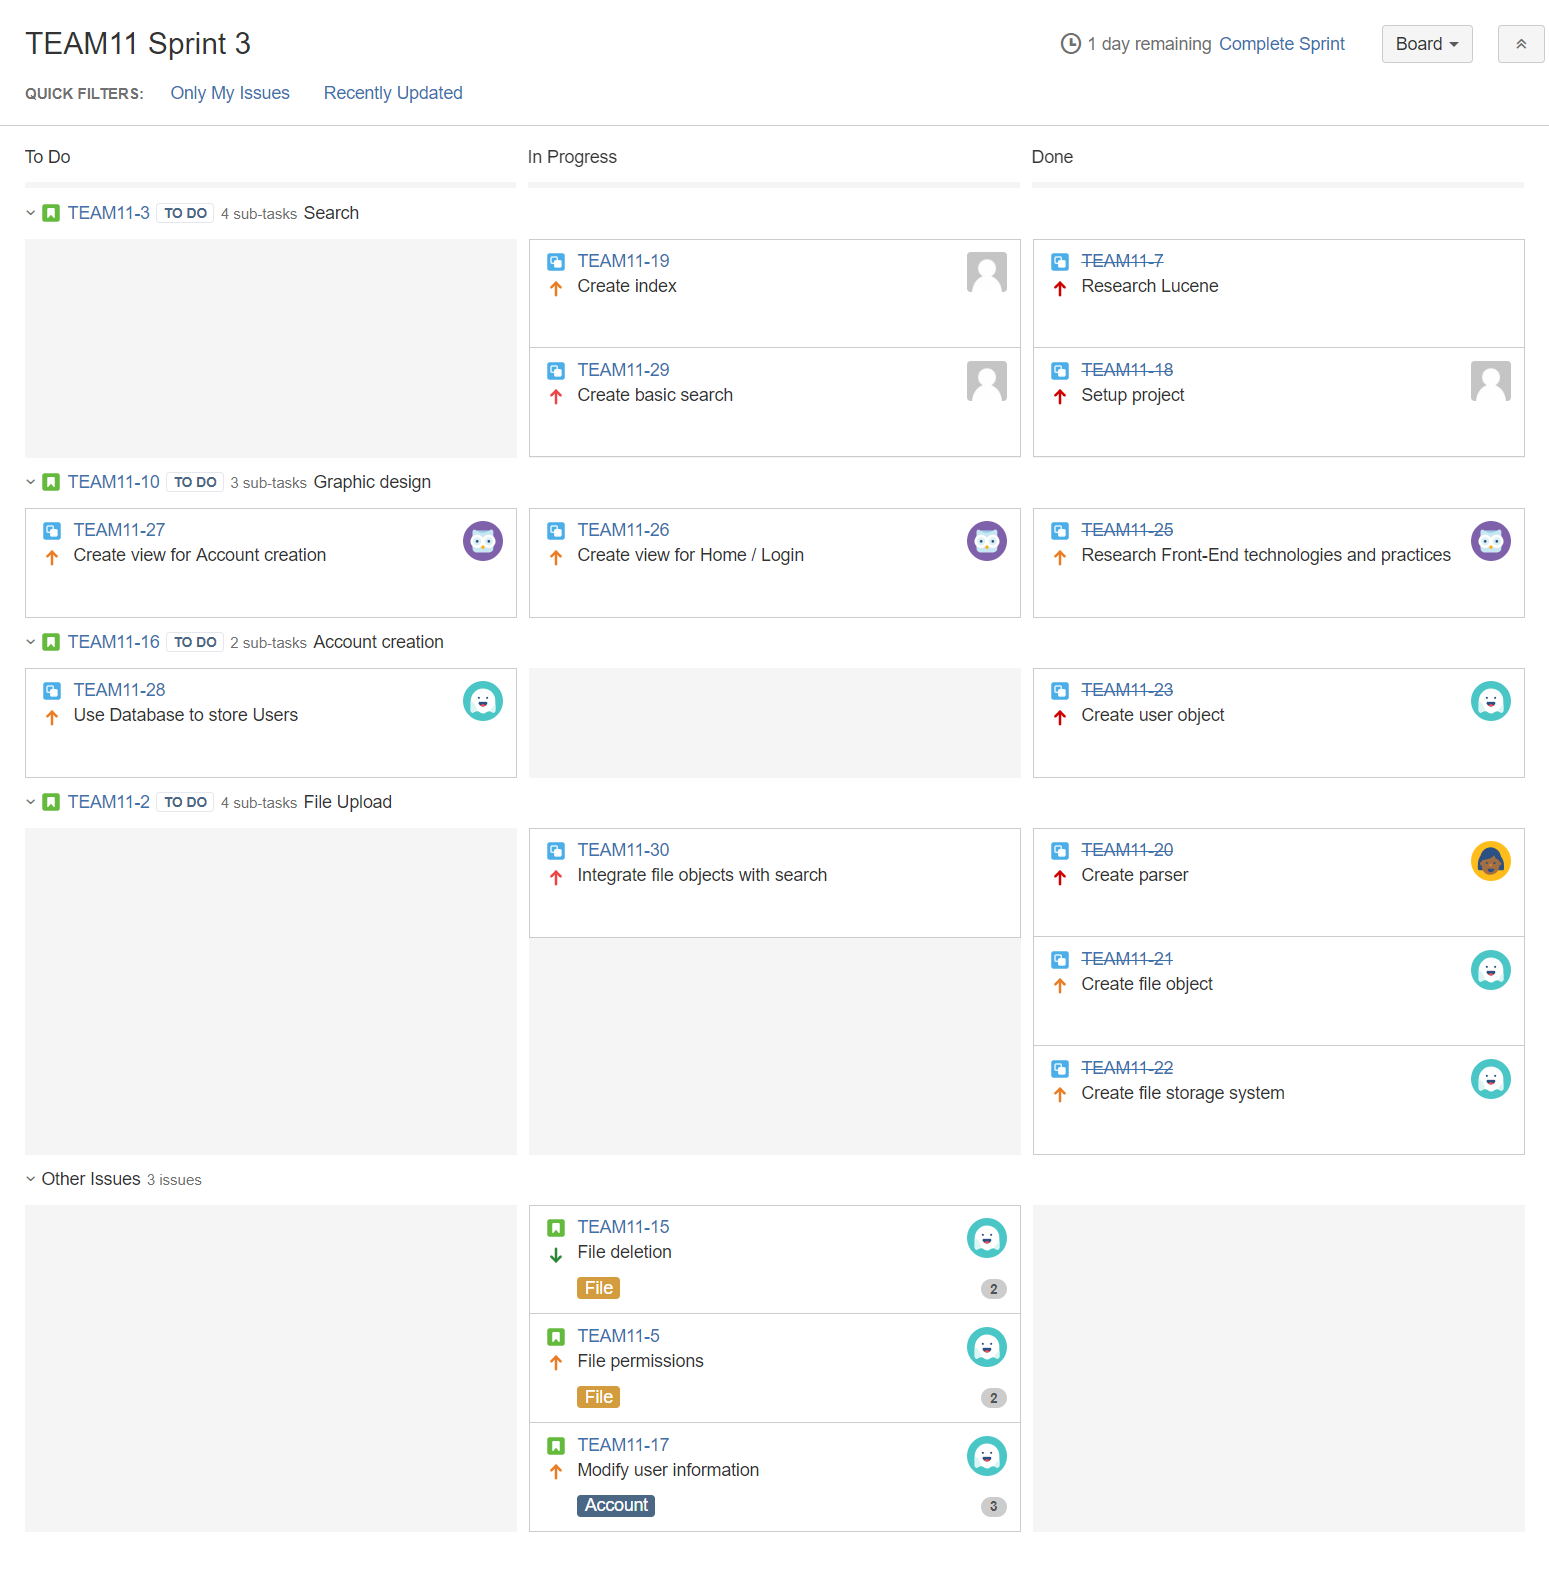 TEAM11 Sprint 3
1 day remaining Complete Sprint
Board
QUICK FILTERS: Only My Issues Recently Updated
To Do In Progress Done
TEAM11-3 TO DO 4 sub-tasks Search
TEAM11-19
Create index
TEAM11-29
Create basic search
TEAM11-7
Research Lucene
TEAM11-18
Setup project
TEAM11-10 TO DO 3 sub-tasks Graphic design
TEAM11-27
Create view for Account creation
TEAM11-26
Create view for Home / Login
TEAM11-25
Research Front-End technologies and practices
TEAM11-16 TO DO 2 sub-tasks Account creation
TEAM11-28
Use Database to store Users
TEAM11-23
Create user object
TEAM11-2 TO DO 4 sub-tasks File Upload
TEAM11-30
Integrate file objects with search
TEAM11-20
Create parser
TEAM11-21
Create file object
TEAM11-22
Create file storage system
Other Issues 3 issues
TEAM11-15
File deletion
File 2
TEAM11-5
File permissions
File 2
TEAM11-17
Modify user information
Account 3